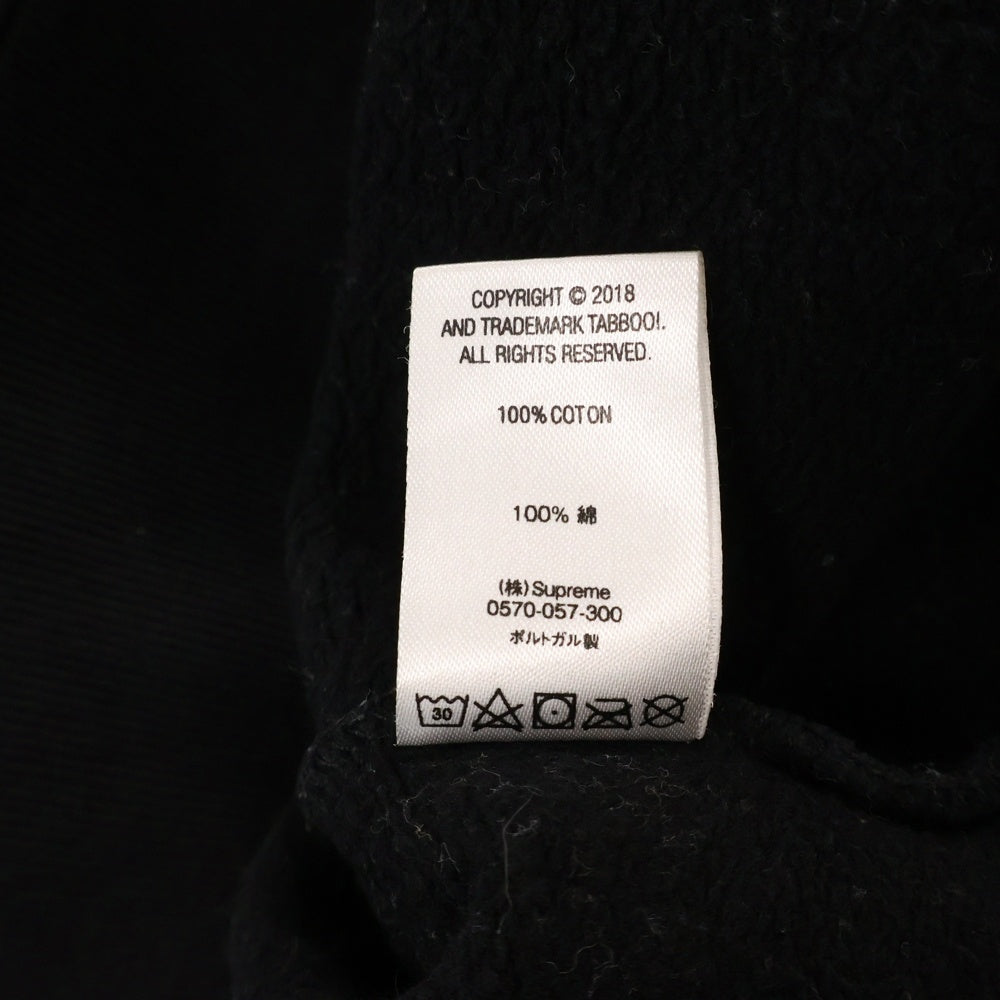 COPYRIGHT © 2018
AND TRADEMARK TABBOO!.
ALL RIGHTS RESERVED.
100% COTON
100% 綿
(株)Supreme
0570-057-300
ポルトガル製
30